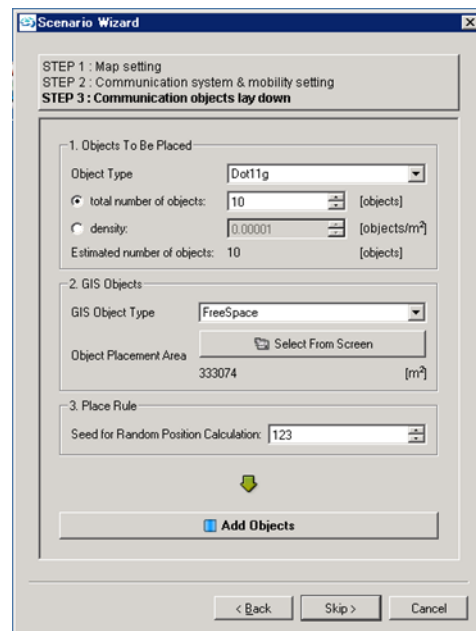 Scenario Wizard
STEP 1 : Map setting
STEP 2 : Communication system & mobility setting
STEP 3 : Communication objects lay down
1. Objects To Be Placed
Object Type Dot11g
total number of objects: 10 [objects]
density: 0.00001 [objects/m²]
Estimated number of objects: 10 [objects]
2. GIS Objects
GIS Object Type FreeSpace
Object Placement Area Select From Screen
333074 [m²]
3. Place Rule
Seed for Random Position Calculation: 123
Add Objects
< Back Skip > Cancel